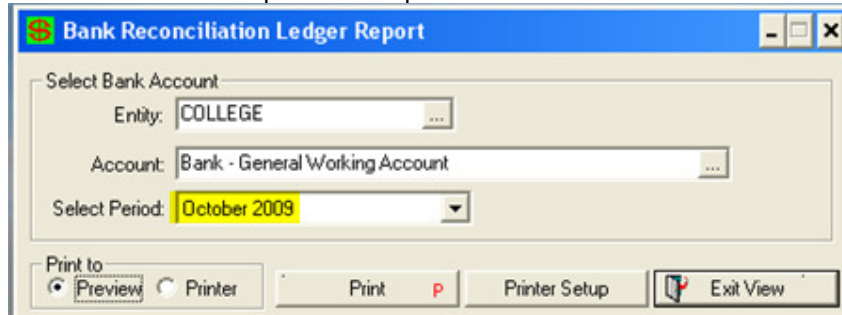 Bank Reconciliation Ledger Report
Select Bank Account
Entity: COLLEGE ...
Account: Bank - General Working Account ...
Select Period: October 2009
Print to
Preview Printer Print P Printer Setup Exit View